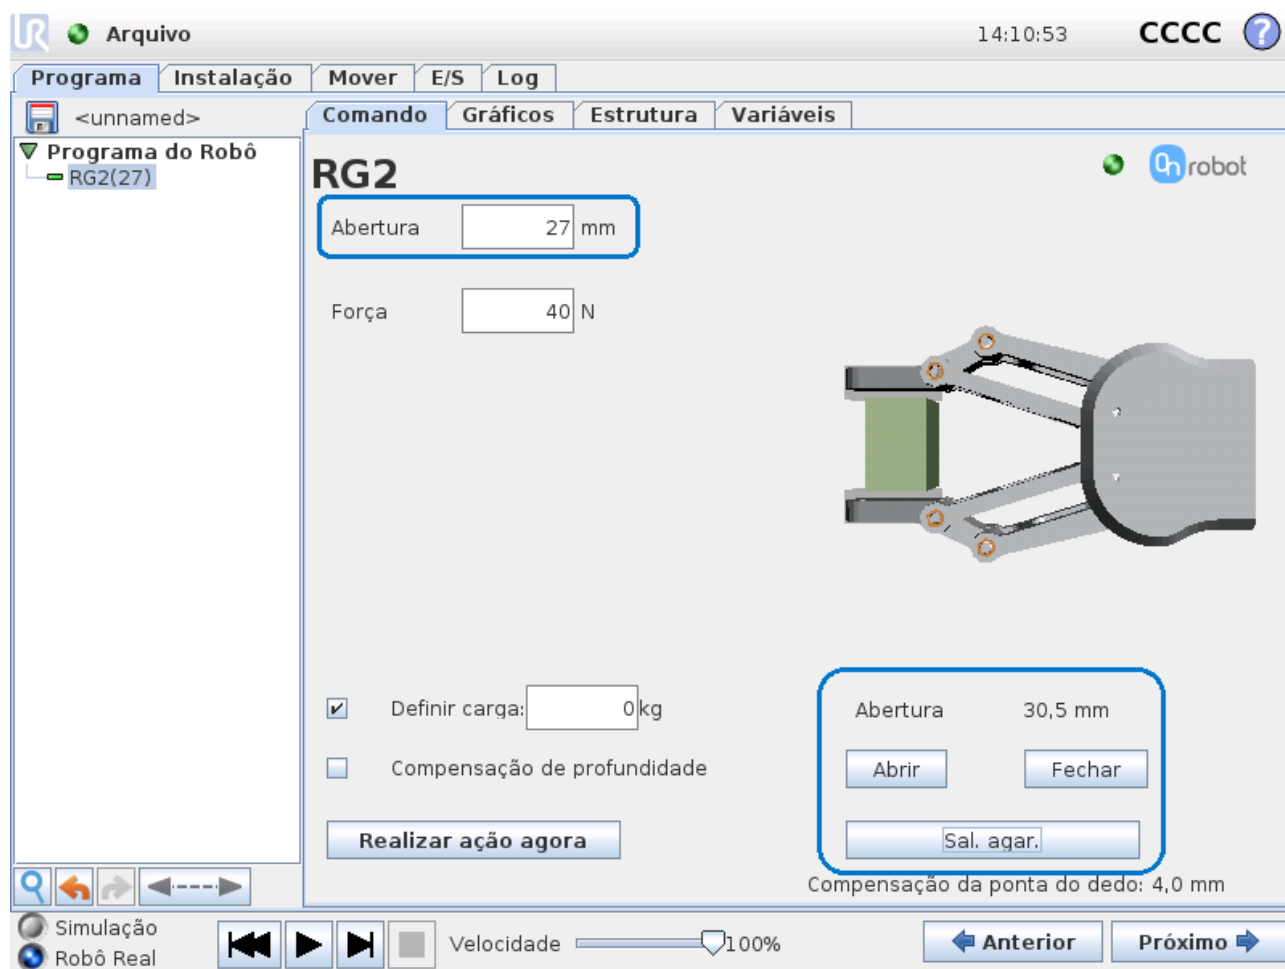 UR Arquivo 14:10:53 CCCC ?
Programa Instalação Mover E/S Log
<unnamed> Comando Gráficos Estrutura Variáveis
Programa do Robô
RG2(27)
RG2
On robot
Abertura 27 mm
Força 40 N
Definir carga: 0 kg
Compensação de profundidade
Realizar ação agora
Abertura 30,5 mm
Abrir Fechar
Sal. agar.
Compensação da ponta do dedo: 4,0 mm
Simulação
Robô Real
Velocidade 100%
Anterior Próximo